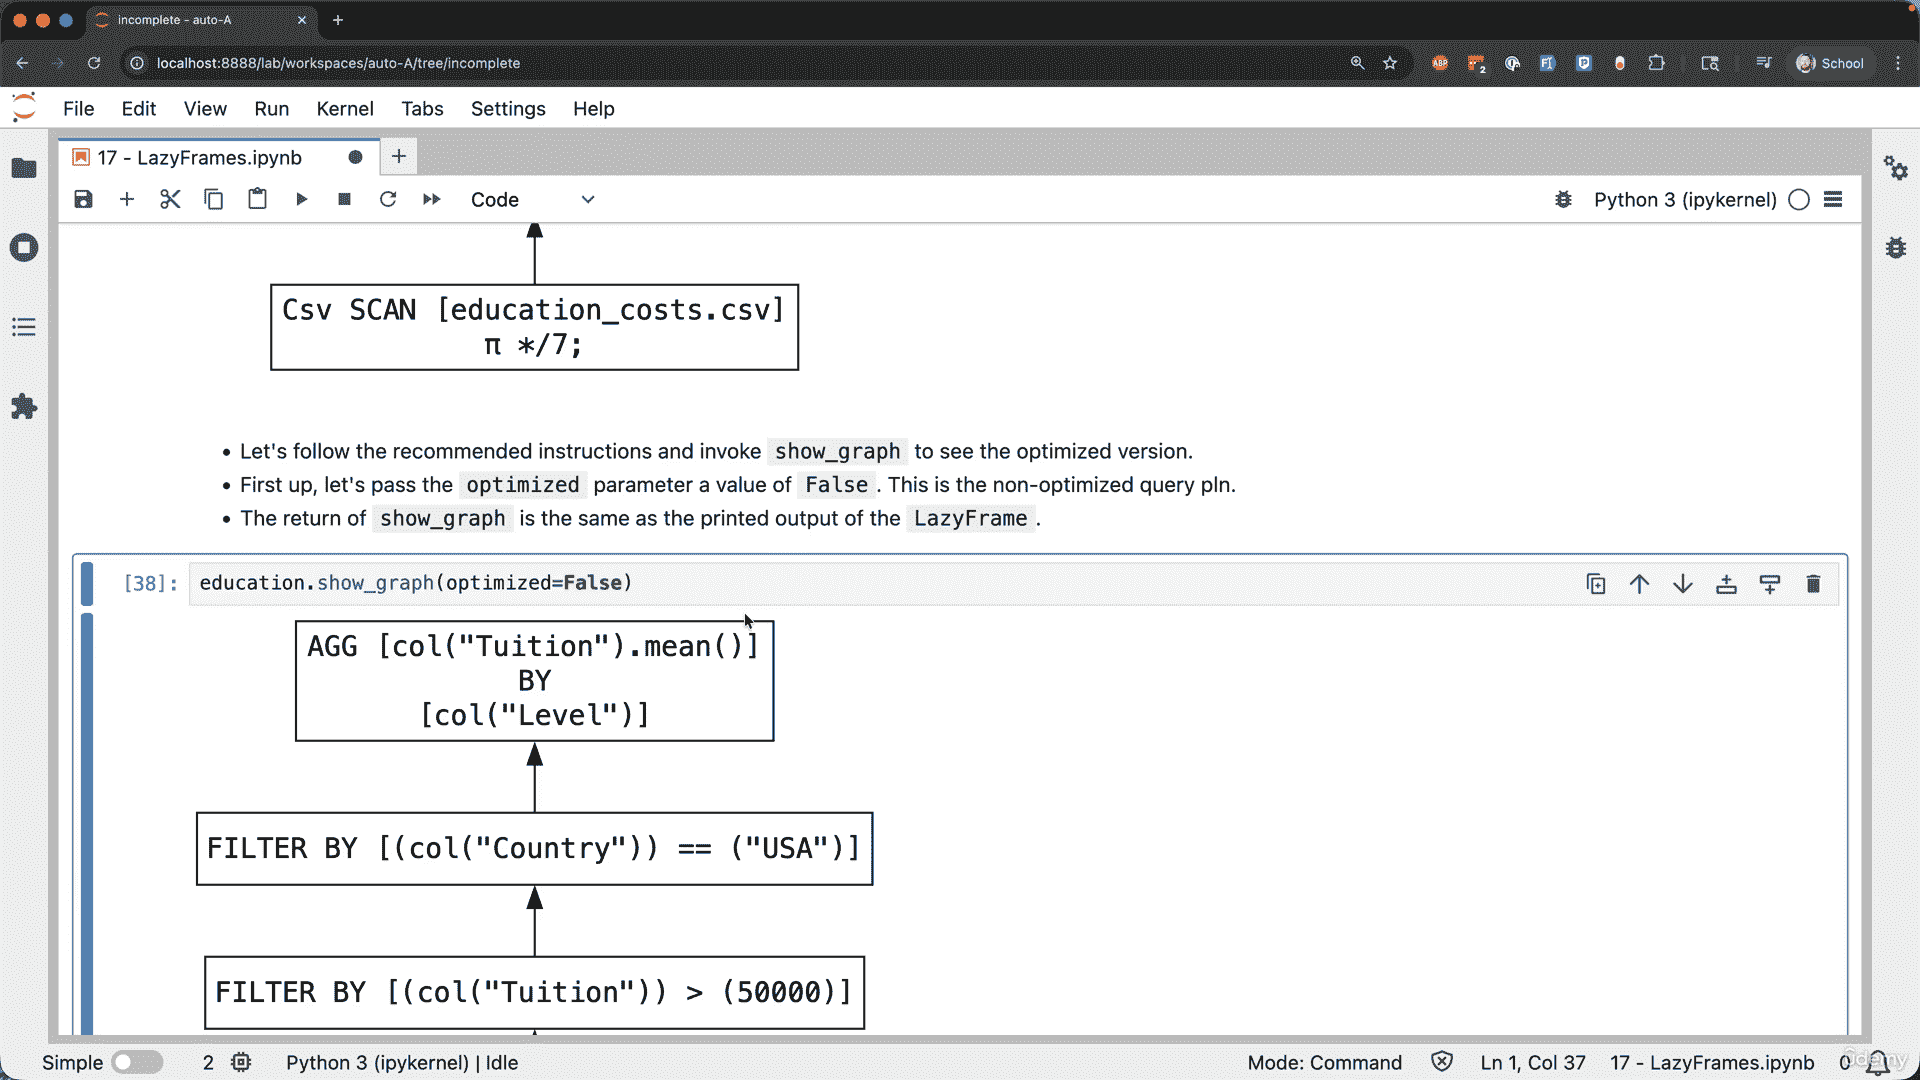 incomplete - auto-A
localhost:8888/lab/workspaces/auto-A/tree/incomplete
ABP
2
School
File Edit View Run Kernel Tabs Settings Help
17 - LazyFrames.ipynb
Code
Python 3 (ipykernel)
Csv SCAN [education_costs.csv]
π */7;
• Let's follow the recommended instructions and invoke show_graph to see the optimized version.
• First up, let's pass the optimized parameter a value of False . This is the non-optimized query pln.
• The return of show_graph is the same as the printed output of the LazyFrame .
[38]: education.show_graph(optimized=False)
AGG [col("Tuition").mean()]
BY
[col("Level")]
FILTER BY [(col("Country")) == ("USA")]
FILTER BY [(col("Tuition")) > (50000)]
Simple 2 Python 3 (ipykernel) | Idle Mode: Command Ln 1, Col 37 17 - LazyFrames.ipynb 0
ûdemy